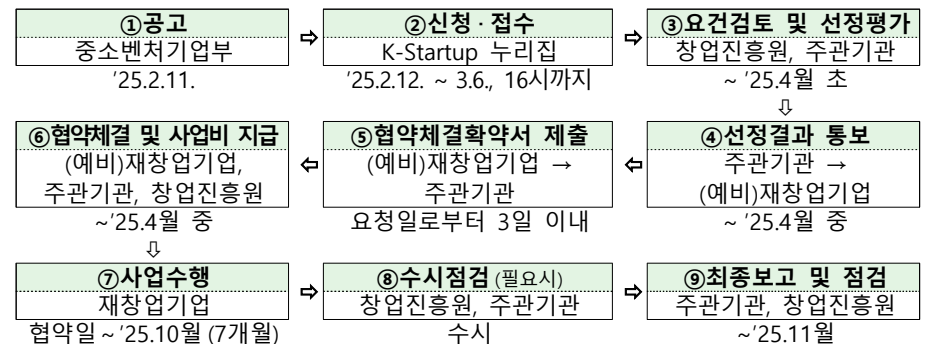 ①공고
중소벤처기업부
'25.2.11.
⇨
②신청 · 접수
K-Startup 누리집
'25.2.12. ~ 3.6., 16시까지
⇨
③요건검토 및 선정평가
창업진흥원, 주관기관
~ '25.4월 초
⇩
④선정결과 통보
주관기관 →
(예비)재창업기업
~ '25.4월 중
⇦
⑤협약체결확약서 제출
(예비)재창업기업 →
주관기관
요청일로부터 3일 이내
⇦
⑥협약체결 및 사업비 지급
(예비)재창업기업,
주관기관, 창업진흥원
~'25.4월 중
⇩
⑦사업수행
재창업기업
협약일 ~ '25.10월 (7개월)
⇨
⑧수시점검 (필요시)
창업진흥원, 주관기관
수시
⇨
⑨최종보고 및 점검
주관기관, 창업진흥원
~'25.11월